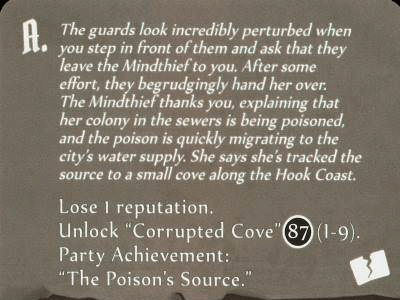 A. The guards look incredibly perturbed when
you step in front of them and ask that they
leave the Mindthief to you. After some
effort, they begrudgingly hand her over.
The Mindthief thanks you, explaining that
her colony in the sewers is being poisoned,
and the poison is quickly migrating to the
city's water supply. She says she's tracked the
source to a small cove along the Hook Coast.
Lose 1 reputation.
Unlock “Corrupted Cove” 87 (I-9).
Party Achievement:
“The Poison's Source.”